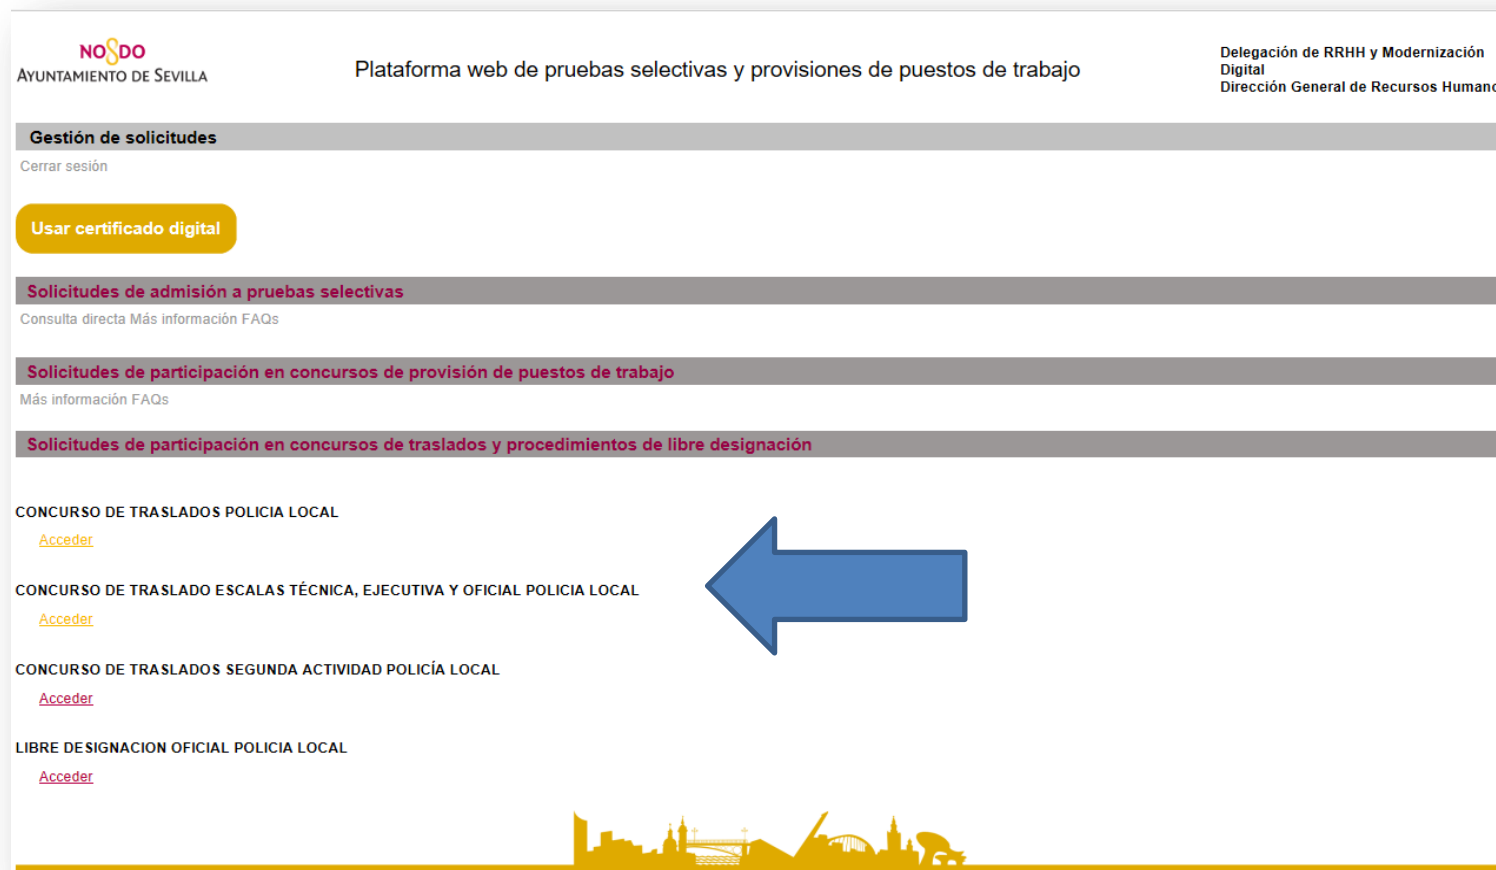 NO8DO
AYUNTAMIENTO DE SEVILLA
Plataforma web de pruebas selectivas y provisiones de puestos de trabajo
Delegación de RRHH y Modernización
Digital
Dirección General de Recursos Humano
Gestión de solicitudes
Cerrar sesión
Usar certificado digital
Solicitudes de admisión a pruebas selectivas
Consulta directa Más información FAQs
Solicitudes de participación en concursos de provisión de puestos de trabajo
Más información FAQs
Solicitudes de participación en concursos de traslados y procedimientos de libre designación
CONCURSO DE TRASLADOS POLICIA LOCAL
Acceder
CONCURSO DE TRASLADO ESCALAS TÉCNICA, EJECUTIVA Y OFICIAL POLICIA LOCAL
Acceder
CONCURSO DE TRASLADOS SEGUNDA ACTIVIDAD POLICÍA LOCAL
Acceder
LIBRE DESIGNACION OFICIAL POLICIA LOCAL
Acceder